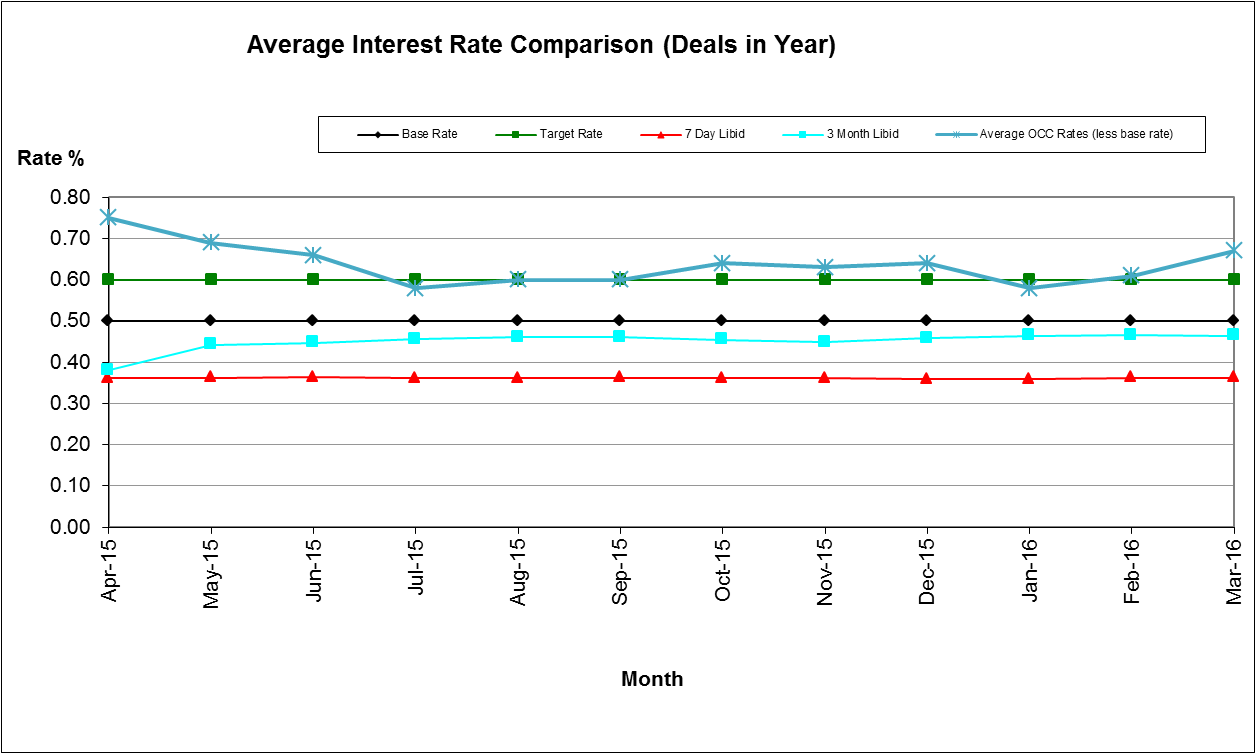 Average Interest Rate Comparison (Deals in Year)
Base Rate Target Rate 7 Day Libid 3 Month Libid Average OCC Rates (less base rate)
Rate %
0.80
0.70
0.60
0.50
0.40
0.30
0.20
0.10
0.00
Apr-15 May-15 Jun-15 Jul-15 Aug-15 Sep-15 Oct-15 Nov-15 Dec-15 Jan-16 Feb-16 Mar-16
Month